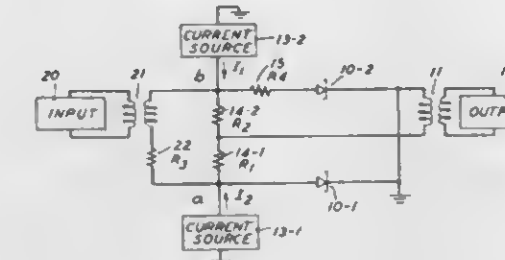 CURRENT
SOURCE
13-2
I1
15
R4
10-2
20
21
b
11
INPUT
14-2
R2
OUTP
22
R3
14-1
R1
a
I2
10-1
CURRENT
SOURCE
13-1